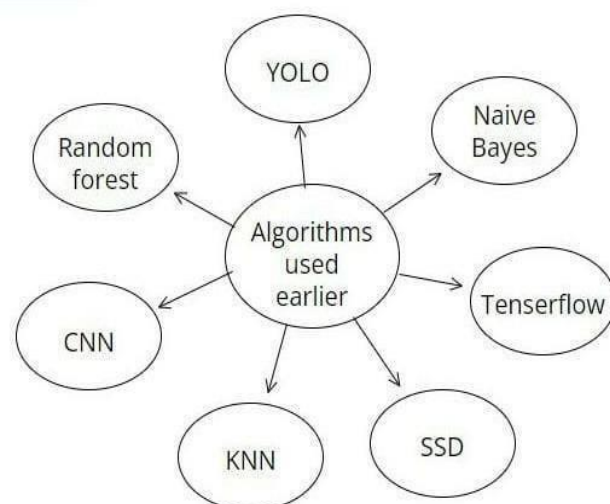 YOLO
Naive
Bayes
Random
forest
Algorithms
used
earlier
Tenserflow
CNN
SSD
KNN